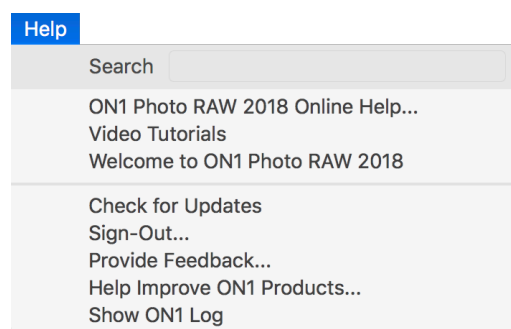 Help
Search
ON1 Photo RAW 2018 Online Help...
Video Tutorials
Welcome to ON1 Photo RAW 2018
Check for Updates
Sign-Out...
Provide Feedback...
Help Improve ON1 Products...
Show ON1 Log